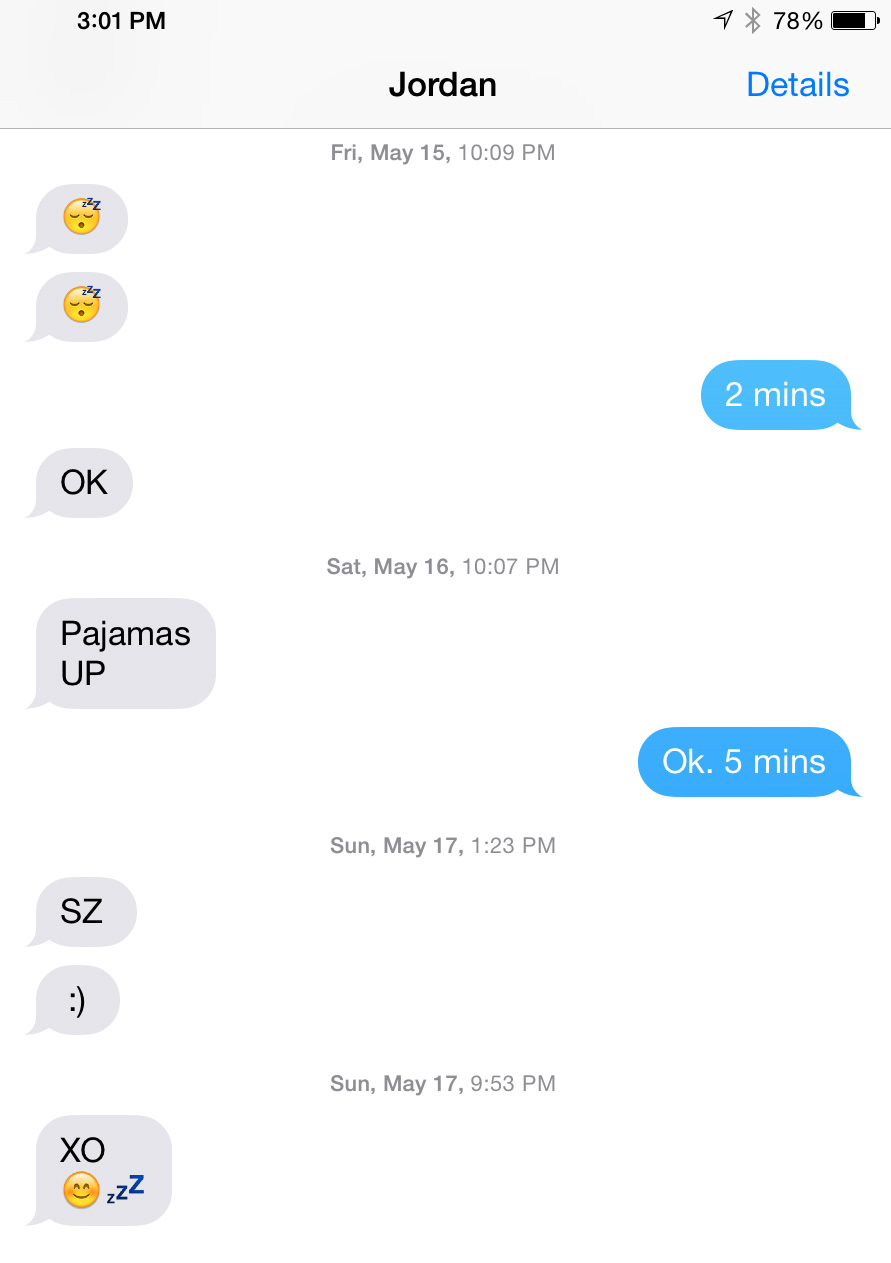 3:01 PM 78%
Jordan Details
Fri, May 15, 10:09 PM
😴
😴
2 mins
OK
Sat, May 16, 10:07 PM
Pajamas
UP
Ok. 5 mins
Sun, May 17, 1:23 PM
SZ
:)
Sun, May 17, 9:53 PM
XO
😊💤